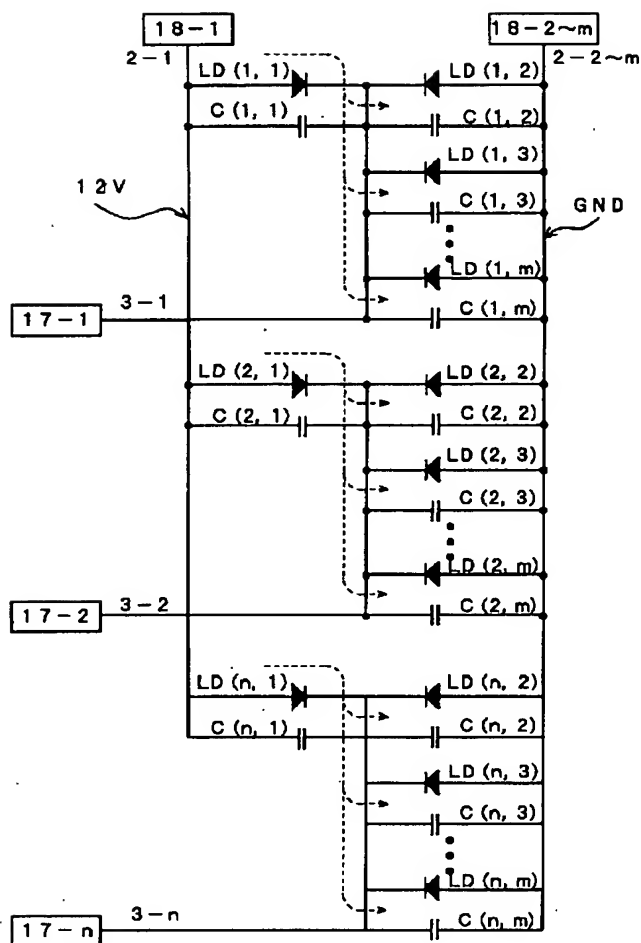 18-1
18-2~m
2-1
2-2~m
LD (1, 1)
LD (1, 2)
C (1, 1)
C (1, 2)
LD (1, 3)
12V
C (1, 3)
GND
LD (1, m)
3-1
17-1
C (1, m)
LD (2, 1)
LD (2, 2)
C (2, 1)
C (2, 2)
LD (2, 3)
C (2, 3)
LD (2, m)
3-2
17-2
C (2, m)
LD (n, 1)
LD (n, 2)
C (n, 1)
C (n, 2)
LD (n, 3)
C (n, 3)
LD (n, m)
3-n
17-n
C (n, m)